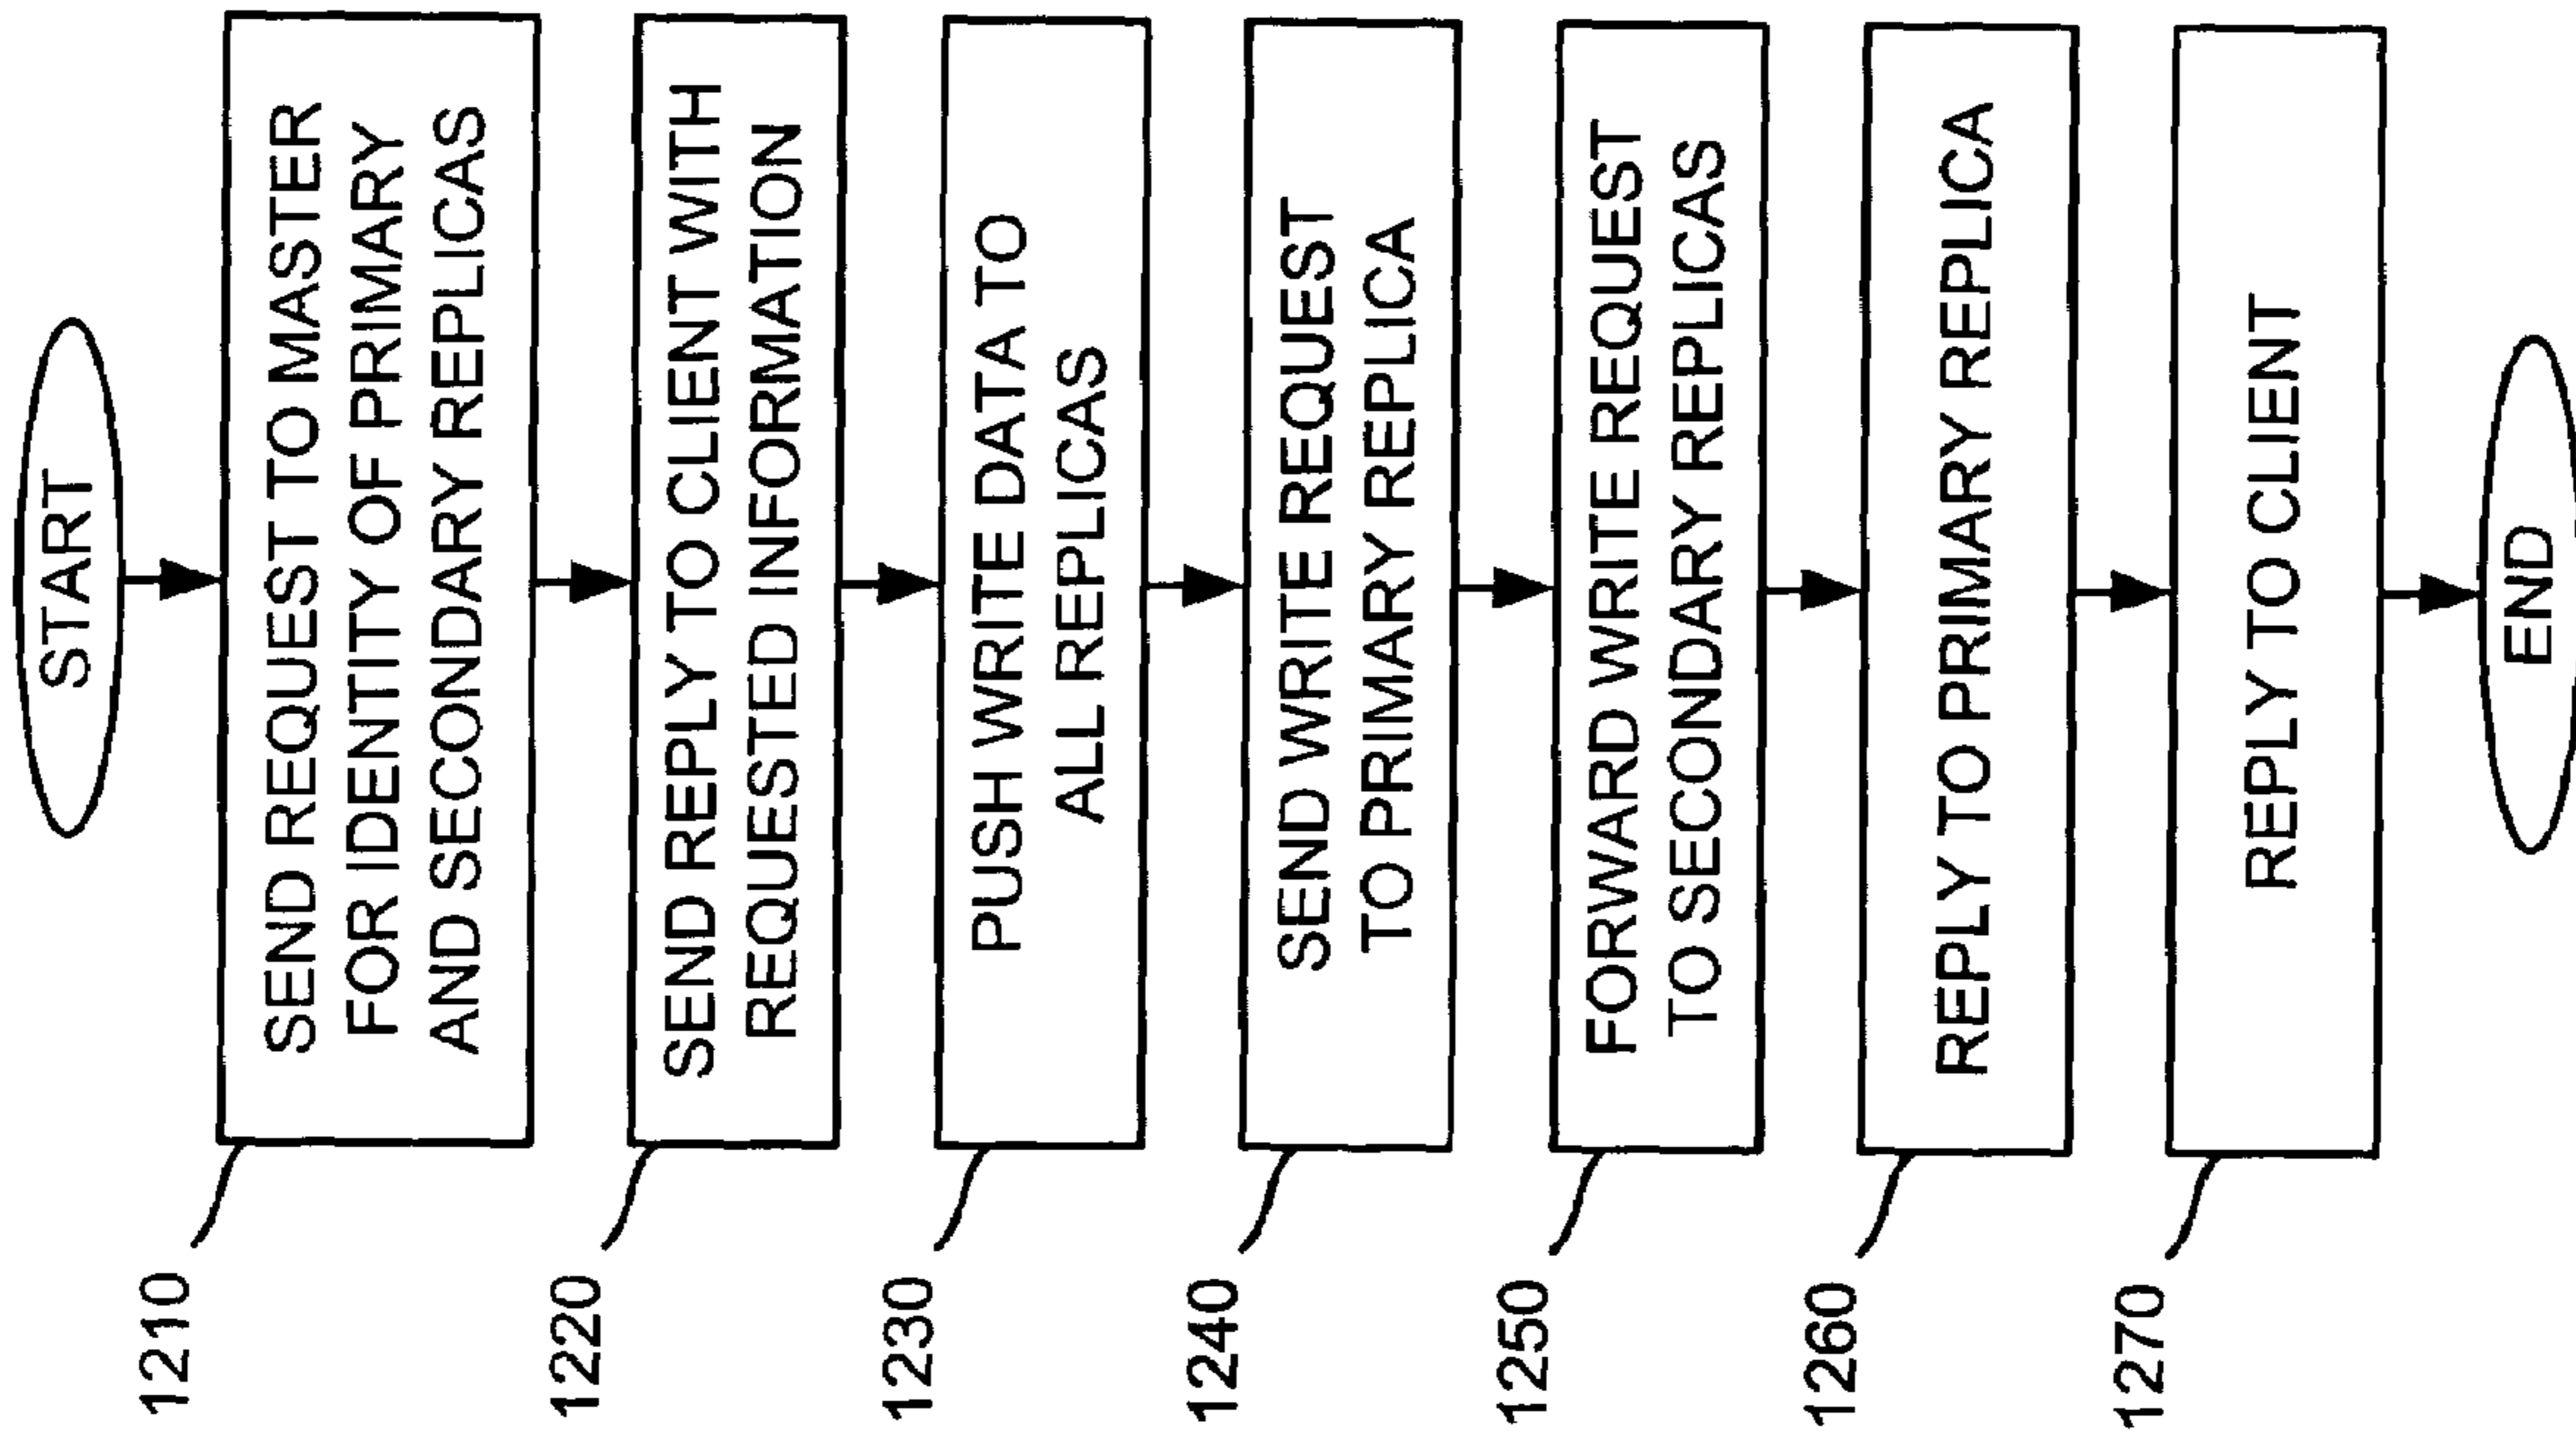 START
1210
SEND REQUEST TO MASTER
FOR IDENTITY OF PRIMARY
AND SECONDARY REPLICAS
1220
SEND REPLY TO CLIENT WITH
REQUESTED INFORMATION
1230
PUSH WRITE DATA TO
ALL REPLICAS
1240
SEND WRITE REQUEST
TO PRIMARY REPLICA
1250
FORWARD WRITE REQUEST
TO SECONDARY REPLICAS
1260
REPLY TO PRIMARY REPLICA
1270
REPLY TO CLIENT
END